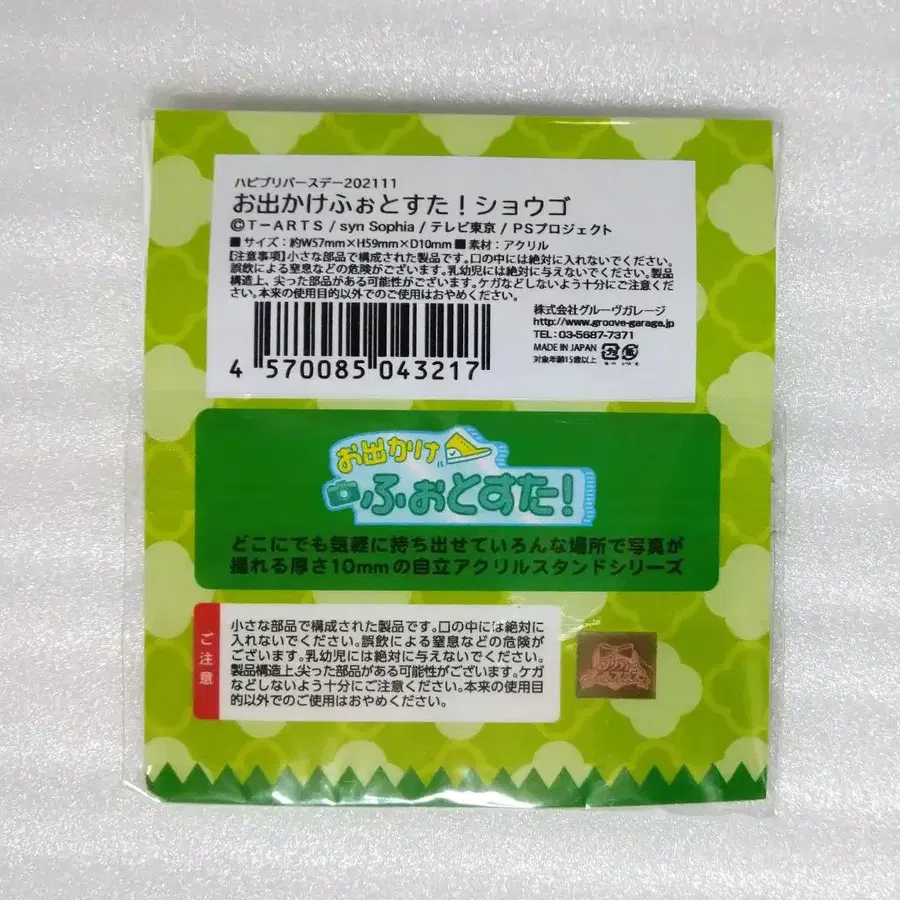 ハピプリバースデー202111
お出かけふぉとすた！ショウゴ
©T-ARTS / syn Sophia / テレビ東京 / PSプロジェクト
■サイズ：約W57mm×H59mm×D10mm■素材：アクリル
【注意事項】小さな部品で構成された製品です。口の中には絶対に入れないでください。
誤飲による窒息などの危険がございます。乳幼児には絶対に与えないでください。製品
構造上、尖った部品がある可能性がございます。ケガなどしないよう十分にご注意くださ
い。本来の使用目的以外でのご使用はおやめください。
株式会社グルーヴガレージ
http://www.groove-garage.jp
TEL：03-5687-7371
MADE IN JAPAN
対象年齢15歳以上
4 570085 043217
お出かけ
ふぉとすた！
どこにでも気軽に持ち出せていろんな場所で写真が
撮れる厚さ10mmの自立アクリルスタンドシリーズ
ご注意
小さな部品で構成された製品です。口の中には絶対に
入れないでください。誤飲による窒息などの危険が
ございます。乳幼児には絶対に与えないでください。
製品構造上、尖った部品がある可能性がございます。ケガ
などしないよう十分にご注意ください。本来の使用目
的以外でのご使用はおやめください。